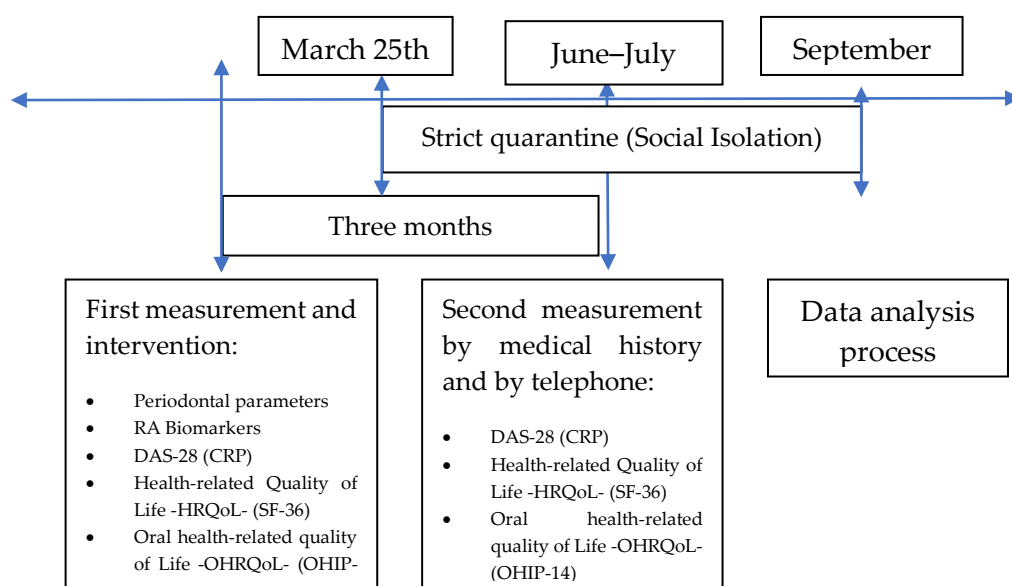 March 25th
June–July
September
Strict quarantine (Social Isolation)
Three months
First measurement and
intervention:
• Periodontal parameters
• RA Biomarkers
• DAS-28 (CRP)
• Health-related Quality of
Life -HRQoL- (SF-36)
• Oral health-related quality
of Life -OHRQoL- (OHIP-
Second measurement
by medical history
and by telephone:
• DAS-28 (CRP)
• Health-related Quality of
Life -HRQoL- (SF-36)
• Oral health-related
quality of Life -OHRQoL-
(OHIP-14)
Data analysis
process